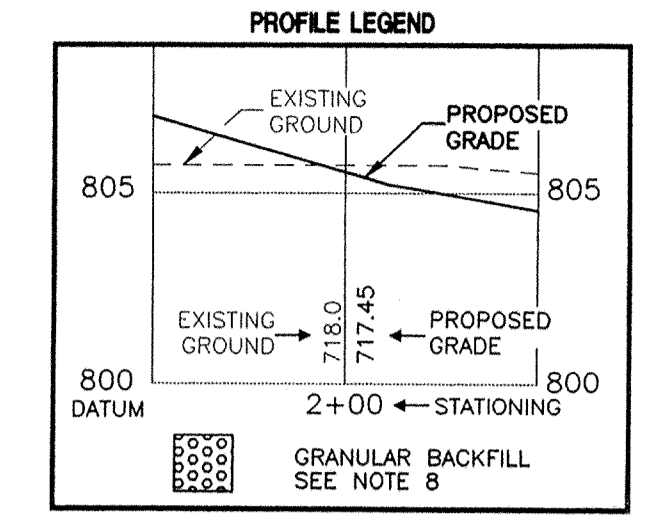 PROFILE LEGEND
EXISTING
GROUND
PROPOSED
GRADE
805
805
EXISTING
GROUND
718.0
717.45
PROPOSED
GRADE
800
800
DATUM
2+00
STATIONING
GRANULAR BACKFILL
SEE NOTE 8